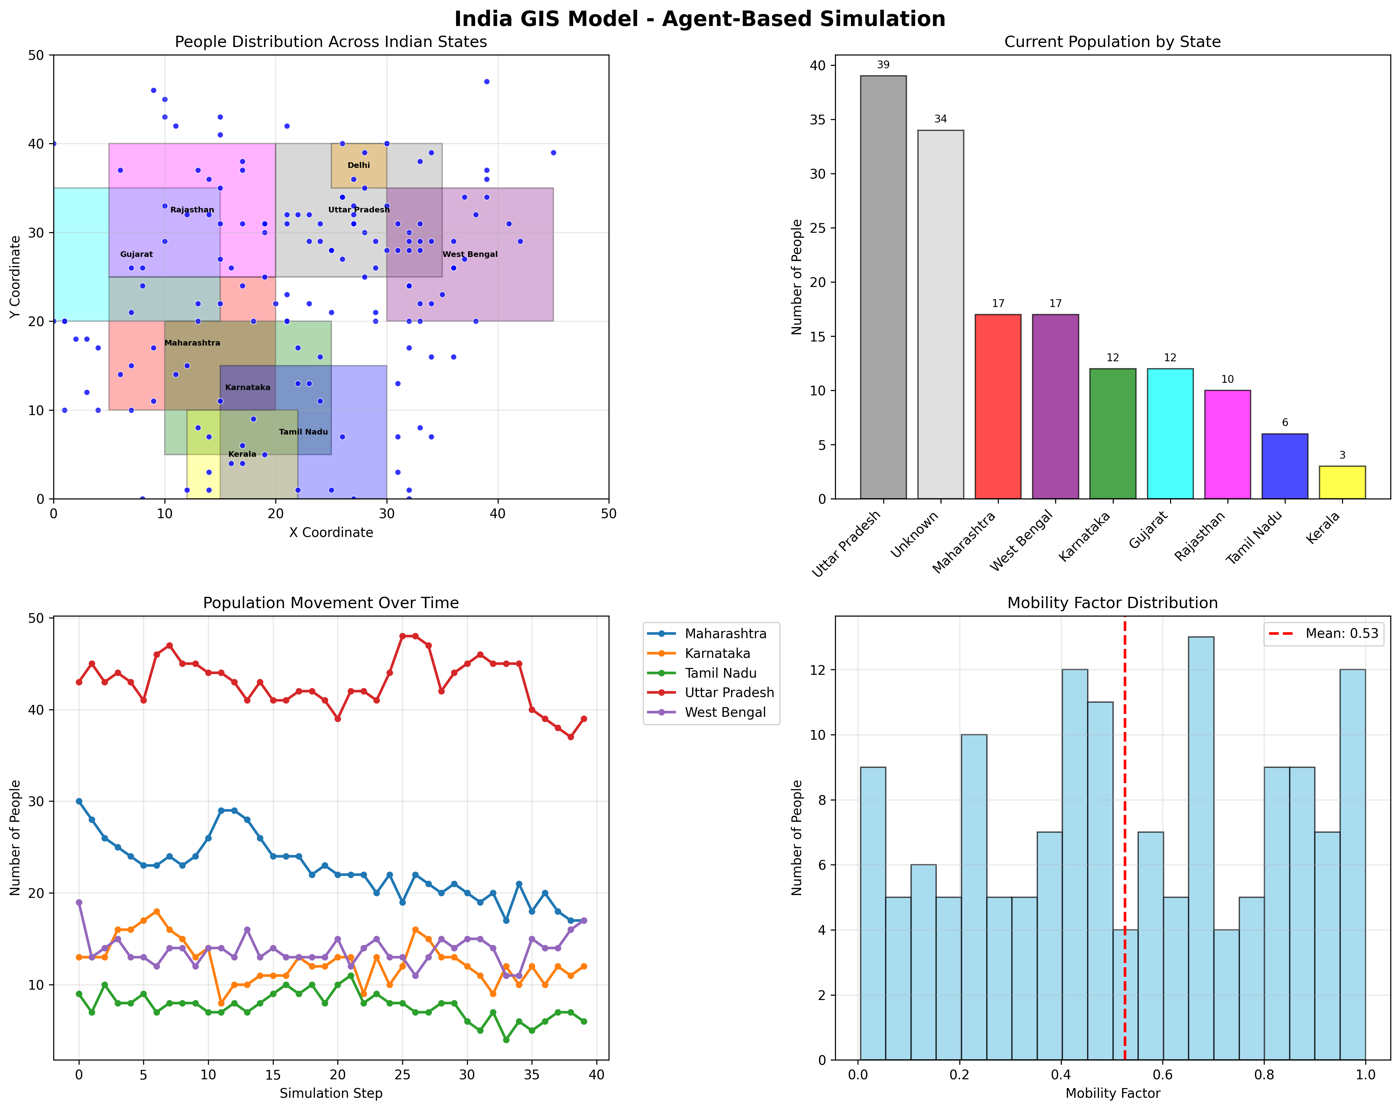 India GIS Model - Agent-Based Simulation
People Distribution Across Indian States
Y Coordinate
50
40
30
20
10
0
Delhi
Rajasthan
Uttar Pradesh
Gujarat
West Bengal
Maharashtra
Karnataka
Tamil Nadu
Kerala
0 10 20 30 40 50
X Coordinate
Current Population by State
Number of People
40
35
30
25
20
15
10
5
0
39
34
17
17
12
12
10
6
3
Uttar Pradesh
Unknown
Maharashtra
West Bengal
Karnataka
Gujarat
Rajasthan
Tamil Nadu
Kerala
Population Movement Over Time
Number of People
50
40
30
20
10
0 5 10 15 20 25 30 35 40
Simulation Step
Maharashtra
Karnataka
Tamil Nadu
Uttar Pradesh
West Bengal
Mobility Factor Distribution
Number of People
12
10
8
6
4
2
0
Mean: 0.53
0.0 0.2 0.4 0.6 0.8 1.0
Mobility Factor